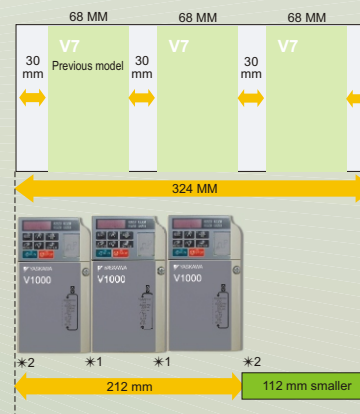 68 MM 68 MM 68 MM
V7 V7 V7
30 mm Previous model 30 mm 30 mm
324 MM
YASKAWA YASKAWA YASKAWA
V1000 V1000 V1000
✳2 ✳1 ✳1 ✳2
212 mm 112 mm smaller